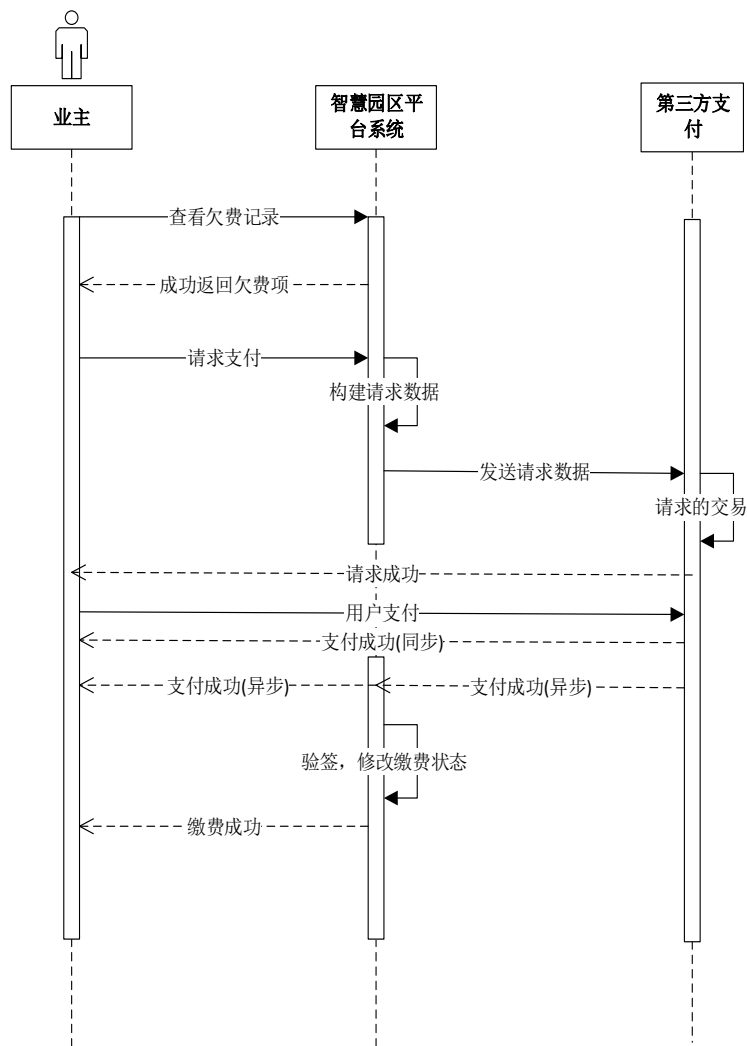 业主
智慧园区平
台系统
第三方支
付
查看欠费记录
成功返回欠费项
请求支付
构建请求数据
发送请求数据
请求的交易
请求成功
用户支付
支付成功(同步)
支付成功(异步)
支付成功(异步)
验签，修改缴费状态
缴费成功